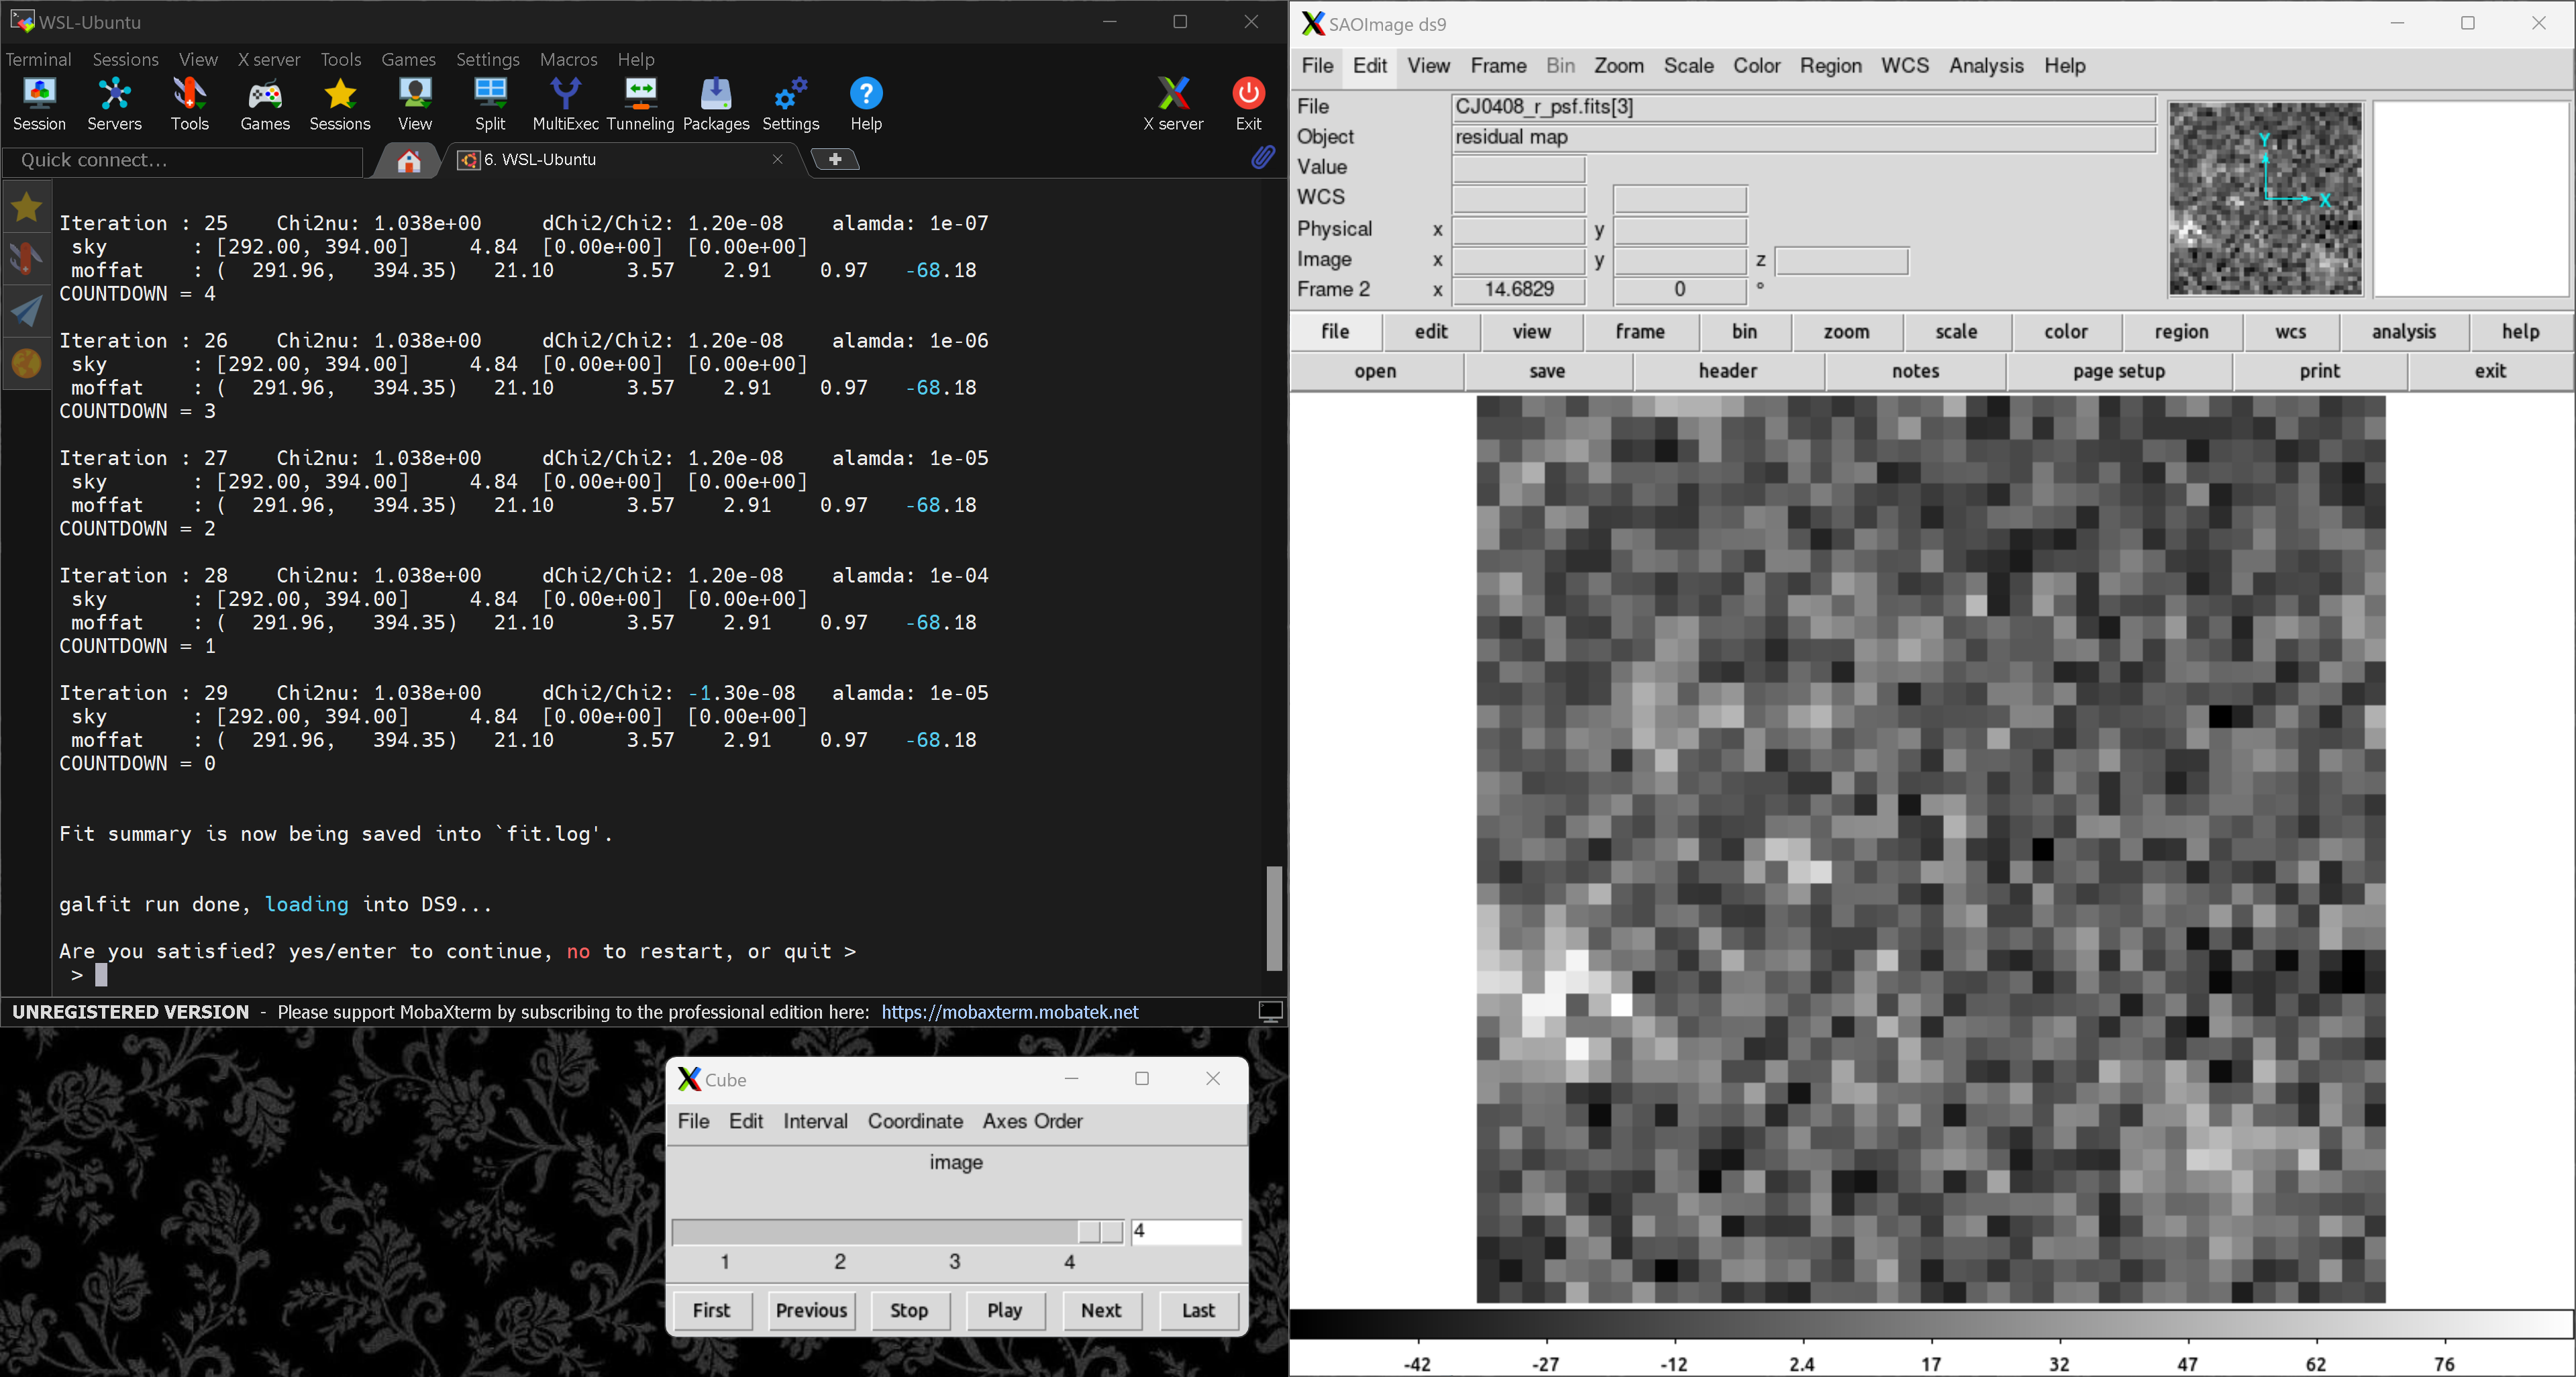 WSL-Ubuntu
Terminal Sessions View X server Tools Games Settings Macros Help
Session Servers Tools Games Sessions View Split MultiExec Tunneling Packages Settings Help X server Exit
Quick connect...
6. WSL-Ubuntu
Iteration : 25 Chi2nu: 1.038e+00 dChi2/Chi2: 1.20e-08 alamda: 1e-07
sky : [292.00, 394.00] 4.84 [0.00e+00] [0.00e+00]
moffat : ( 291.96, 394.35) 21.10 3.57 2.91 0.97 -68.18
COUNTDOWN = 4
Iteration : 26 Chi2nu: 1.038e+00 dChi2/Chi2: 1.20e-08 alamda: 1e-06
sky : [292.00, 394.00] 4.84 [0.00e+00] [0.00e+00]
moffat : ( 291.96, 394.35) 21.10 3.57 2.91 0.97 -68.18
COUNTDOWN = 3
Iteration : 27 Chi2nu: 1.038e+00 dChi2/Chi2: 1.20e-08 alamda: 1e-05
sky : [292.00, 394.00] 4.84 [0.00e+00] [0.00e+00]
moffat : ( 291.96, 394.35) 21.10 3.57 2.91 0.97 -68.18
COUNTDOWN = 2
Iteration : 28 Chi2nu: 1.038e+00 dChi2/Chi2: 1.20e-08 alamda: 1e-04
sky : [292.00, 394.00] 4.84 [0.00e+00] [0.00e+00]
moffat : ( 291.96, 394.35) 21.10 3.57 2.91 0.97 -68.18
COUNTDOWN = 1
Iteration : 29 Chi2nu: 1.038e+00 dChi2/Chi2: -1.30e-08 alamda: 1e-05
sky : [292.00, 394.00] 4.84 [0.00e+00] [0.00e+00]
moffat : ( 291.96, 394.35) 21.10 3.57 2.91 0.97 -68.18
COUNTDOWN = 0
Fit summary is now being saved into `fit.log'.
galfit run done, loading into DS9...
Are you satisfied? yes/enter to continue, no to restart, or quit >
>
UNREGISTERED VERSION - Please support MobaXterm by subscribing to the professional edition here: https://mobaxterm.mobatek.net
Cube
File Edit Interval Coordinate Axes Order
image
4
1 2 3 4
First Previous Stop Play Next Last
SAOImage ds9
File Edit View Frame Bin Zoom Scale Color Region WCS Analysis Help
File CJ0408_r_psf.fits[3]
Object residual map
Value
WCS
Physical x y
Image x y z
Frame 2 x 14.6829 0 °
Y
X
file edit view frame bin zoom scale color region wcs analysis help
open save header notes page setup print exit
-42 -27 -12 2.4 17 32 47 62 76